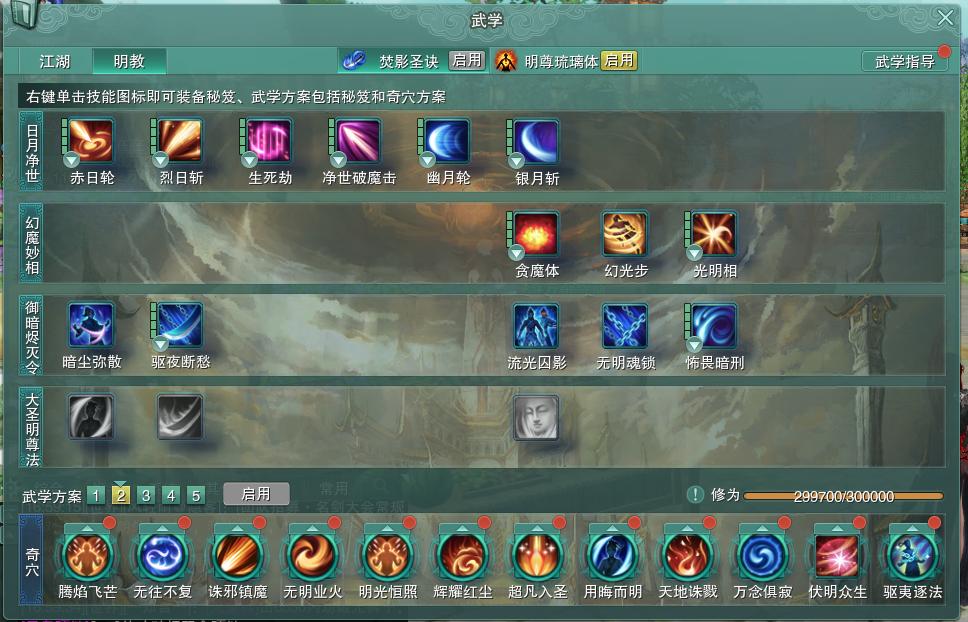 武学
江湖 明教 焚影圣诀 启用 明尊琉璃体 启用 武学指导
右键单击技能图标即可装备秘笈、武学方案包括秘笈和奇穴方案
日月净世
赤日轮 烈日斩 生死劫 净世破魔击 幽月轮 银月斩
幻魔妙相
贪魔体 幻光步 光明相
御暗烬灭令
暗尘弥散 驱夜断愁 流光囚影 无明魂锁 怖畏暗刑
大圣明尊法
武学方案 1 2 3 4 5 启用 修为 299700/300000
奇穴
腾焰飞芒 无往不复 诛邪镇魔 无明业火 明光恒照 辉耀红尘 超凡入圣 用晦而明 天地诛戮 万念俱寂 伏明众生 驱夷逐法